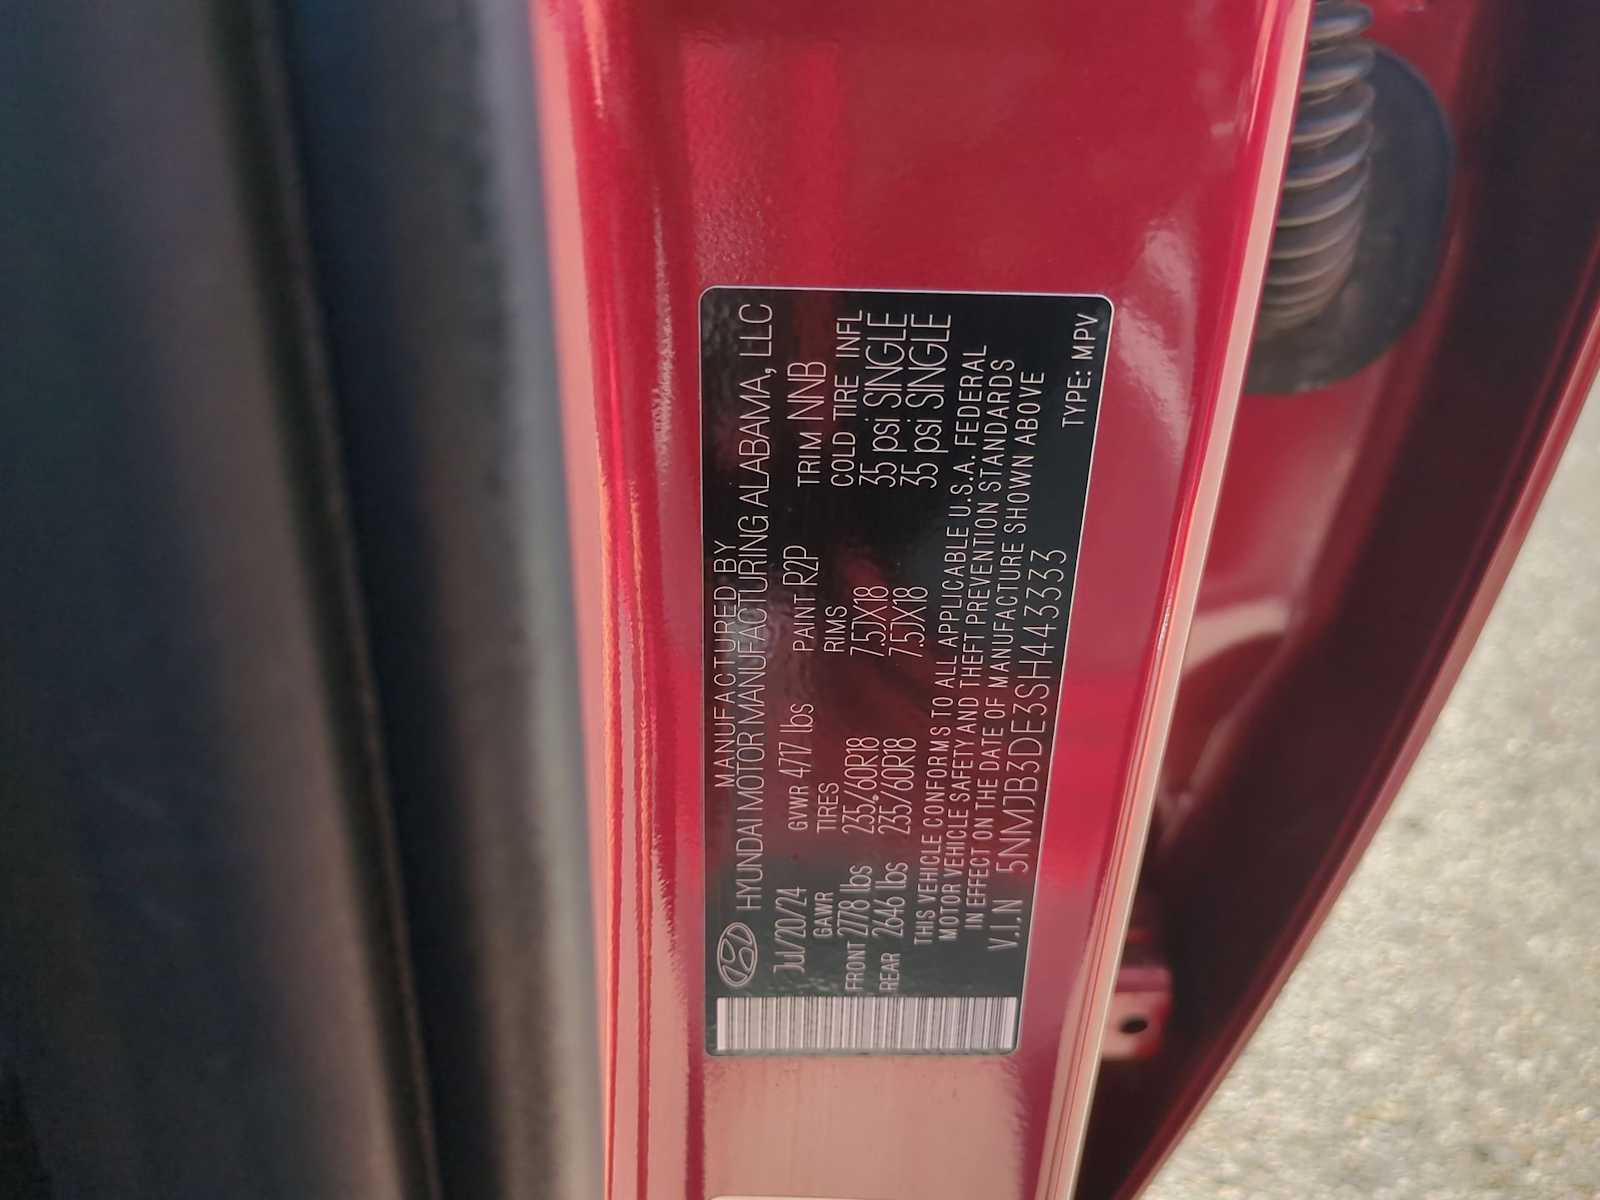 MANUFACTURED BY
HYUNDAI MOTOR MANUFACTURING ALABAMA, LLC
Jul/20/24 GVWR 4717 lbs PAINT R2P TRIM NNB
GAWR TIRES RIMS COLD TIRE INFL
FRONT 2778 lbs 235/60R18 7.5JX18 35 psi SINGLE
REAR 2646 lbs 235/60R18 7.5JX18 35 psi SINGLE
THIS VEHICLE CONFORMS TO ALL APPLICABLE U.S.A. FEDERAL
MOTOR VEHICLE SAFETY AND THEFT PREVENTION STANDARDS
IN EFFECT ON THE DATE OF MANUFACTURE SHOWN ABOVE
V.I.N 5NMJB3DE3SH443333 TYPE: MPV